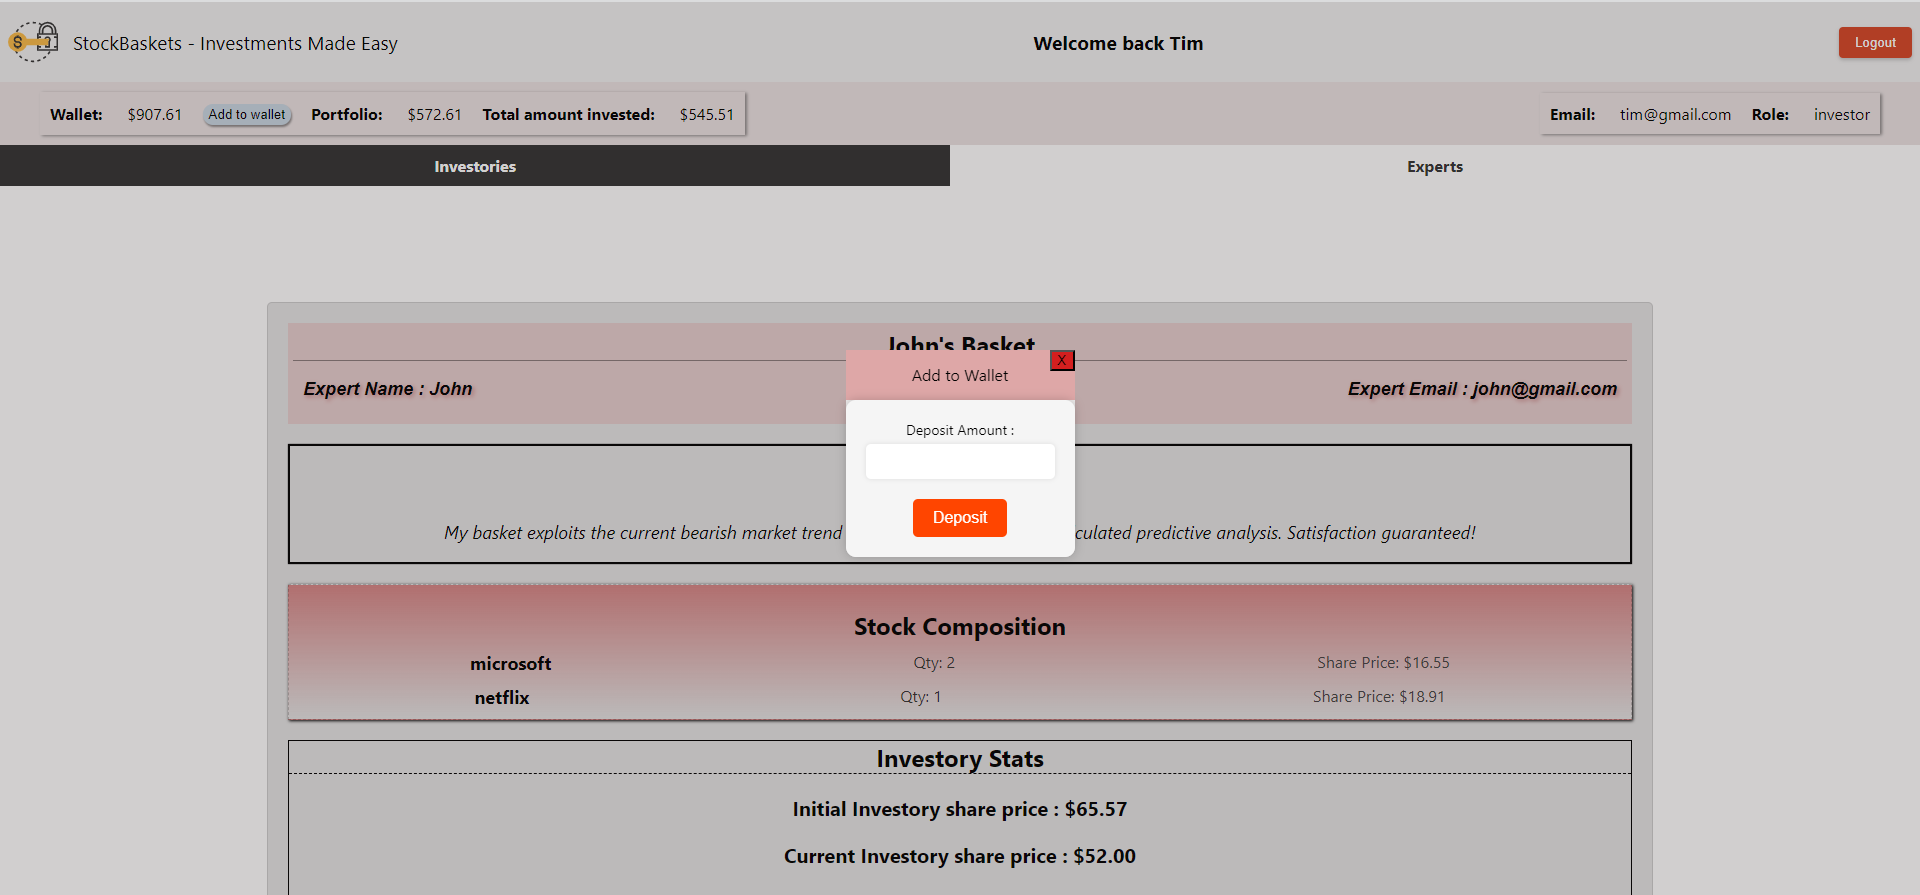 StockBaskets - Investments Made Easy
Welcome back Tim
Logout
Wallet: $907.61 Add to wallet Portfolio: $572.61 Total amount invested: $545.51
Email: tim@gmail.com Role: investor
Investories
Experts
John's Basket
X
Add to Wallet
Expert Name : John
Expert Email : john@gmail.com
Deposit Amount :
Deposit
My basket exploits the current bearish market trend culated predictive analysis. Satisfaction guaranteed!
Stock Composition
microsoft Qty: 2 Share Price: $16.55
netflix Qty: 1 Share Price: $18.91
Investory Stats
Initial Investory share price : $65.57
Current Investory share price : $52.00